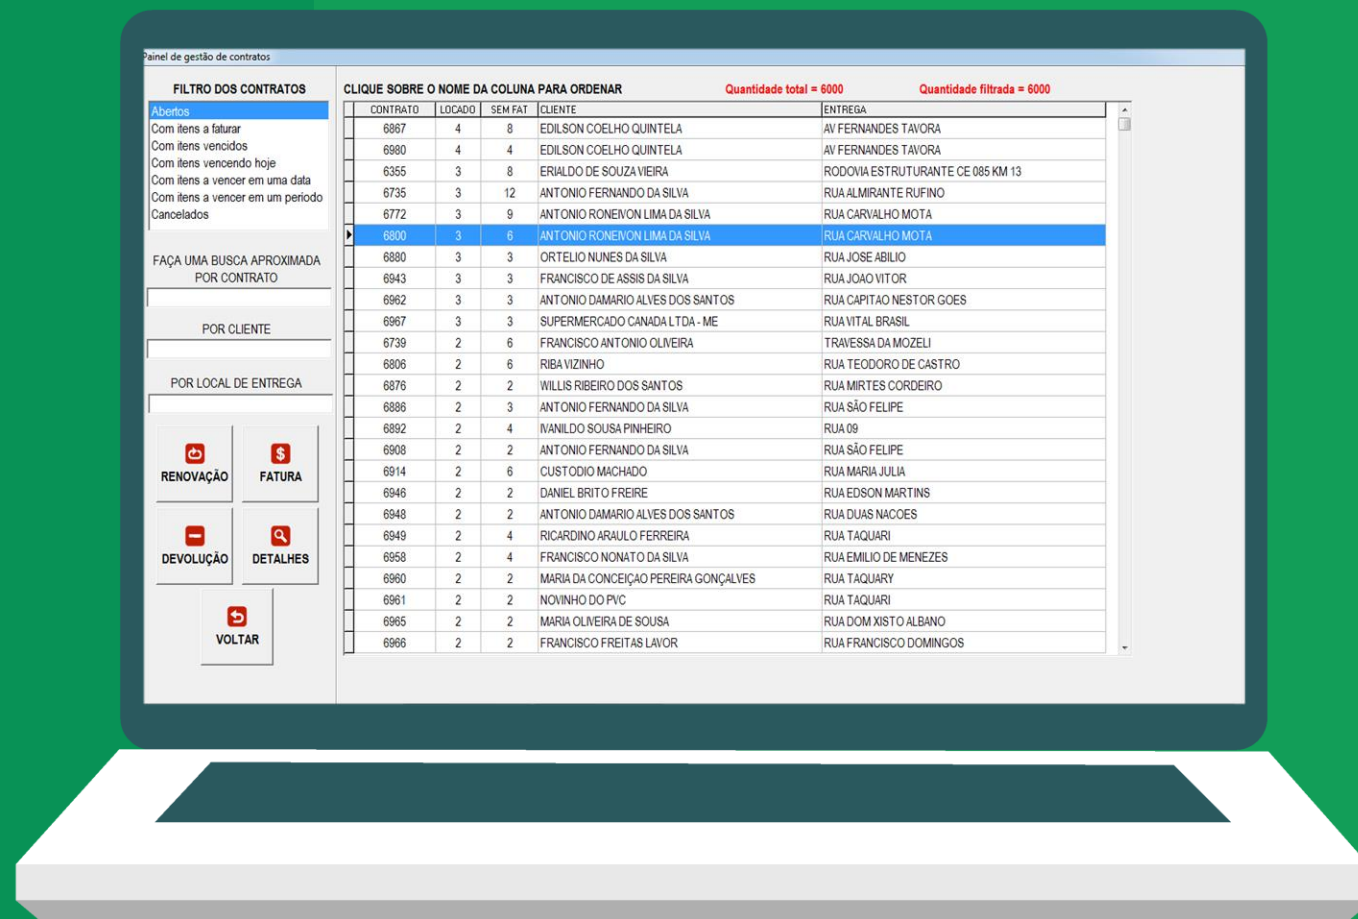 Painel de gestão de contratos
FILTRO DOS CONTRATOS
Abertos
Com itens a faturar
Com itens vencidos
Com itens vencendo hoje
Com itens a vencer em uma data
Com itens a vencer em um periodo
Cancelados
FAÇA UMA BUSCA APROXIMADA
POR CONTRATO
POR CLIENTE
POR LOCAL DE ENTREGA
RENOVAÇÃO
FATURA
DEVOLUÇÃO
DETALHES
VOLTAR
CLIQUE SOBRE O NOME DA COLUNA PARA ORDENAR Quantidade total = 6000 Quantidade filtrada = 6000
CONTRATO LOCADO SEM FAT CLIENTE ENTREGA
6867 4 8 EDILSON COELHO QUINTELA AV FERNANDES TAVORA
6980 4 4 EDILSON COELHO QUINTELA AV FERNANDES TAVORA
6355 3 8 ERIALDO DE SOUZA VIEIRA RODOVIA ESTRUTURANTE CE 085 KM 13
6735 3 12 ANTONIO FERNANDO DA SILVA RUA ALMIRANTE RUFINO
6772 3 9 ANTONIO RONEIVON LIMA DA SILVA RUA CARVALHO MOTA
6800 3 6 ANTONIO RONEIVON LIMA DA SILVA RUA CARVALHO MOTA
6880 3 3 ORTELIO NUNES DA SILVA RUA JOSE ABILIO
6943 3 3 FRANCISCO DE ASSIS DA SILVA RUA JOAO VITOR
6962 3 3 ANTONIO DAMARIO ALVES DOS SANTOS RUA CAPITAO NESTOR GOES
6967 3 3 SUPERMERCADO CANADA LTDA - ME RUA VITAL BRASIL
6739 2 6 FRANCISCO ANTONIO OLIVEIRA TRAVESSA DA MOZELI
6806 2 6 RIBA VIZINHO RUA TEODORO DE CASTRO
6876 2 2 WILLIS RIBEIRO DOS SANTOS RUA MIRTES CORDEIRO
6886 2 3 ANTONIO FERNANDO DA SILVA RUA SÃO FELIPE
6892 2 4 IVANILDO SOUSA PINHEIRO RUA 09
6908 2 2 ANTONIO FERNANDO DA SILVA RUA SÃO FELIPE
6914 2 6 CUSTODIO MACHADO RUA MARIA JULIA
6946 2 2 DANIEL BRITO FREIRE RUA EDSON MARTINS
6948 2 2 ANTONIO DAMARIO ALVES DOS SANTOS RUA DUAS NACOES
6949 2 4 RICARDINO ARAULO FERREIRA RUA TAQUARI
6958 2 4 FRANCISCO NONATO DA SILVA RUA EMILIO DE MENEZES
6960 2 2 MARIA DA CONCEIÇAO PEREIRA GONÇALVES RUA TAQUARY
6961 2 2 NOVINHO DO PVC RUA TAQUARI
6965 2 2 MARIA OLIVEIRA DE SOUSA RUA DOM XISTO ALBANO
6966 2 2 FRANCISCO FREITAS LAVOR RUA FRANCISCO DOMINGOS